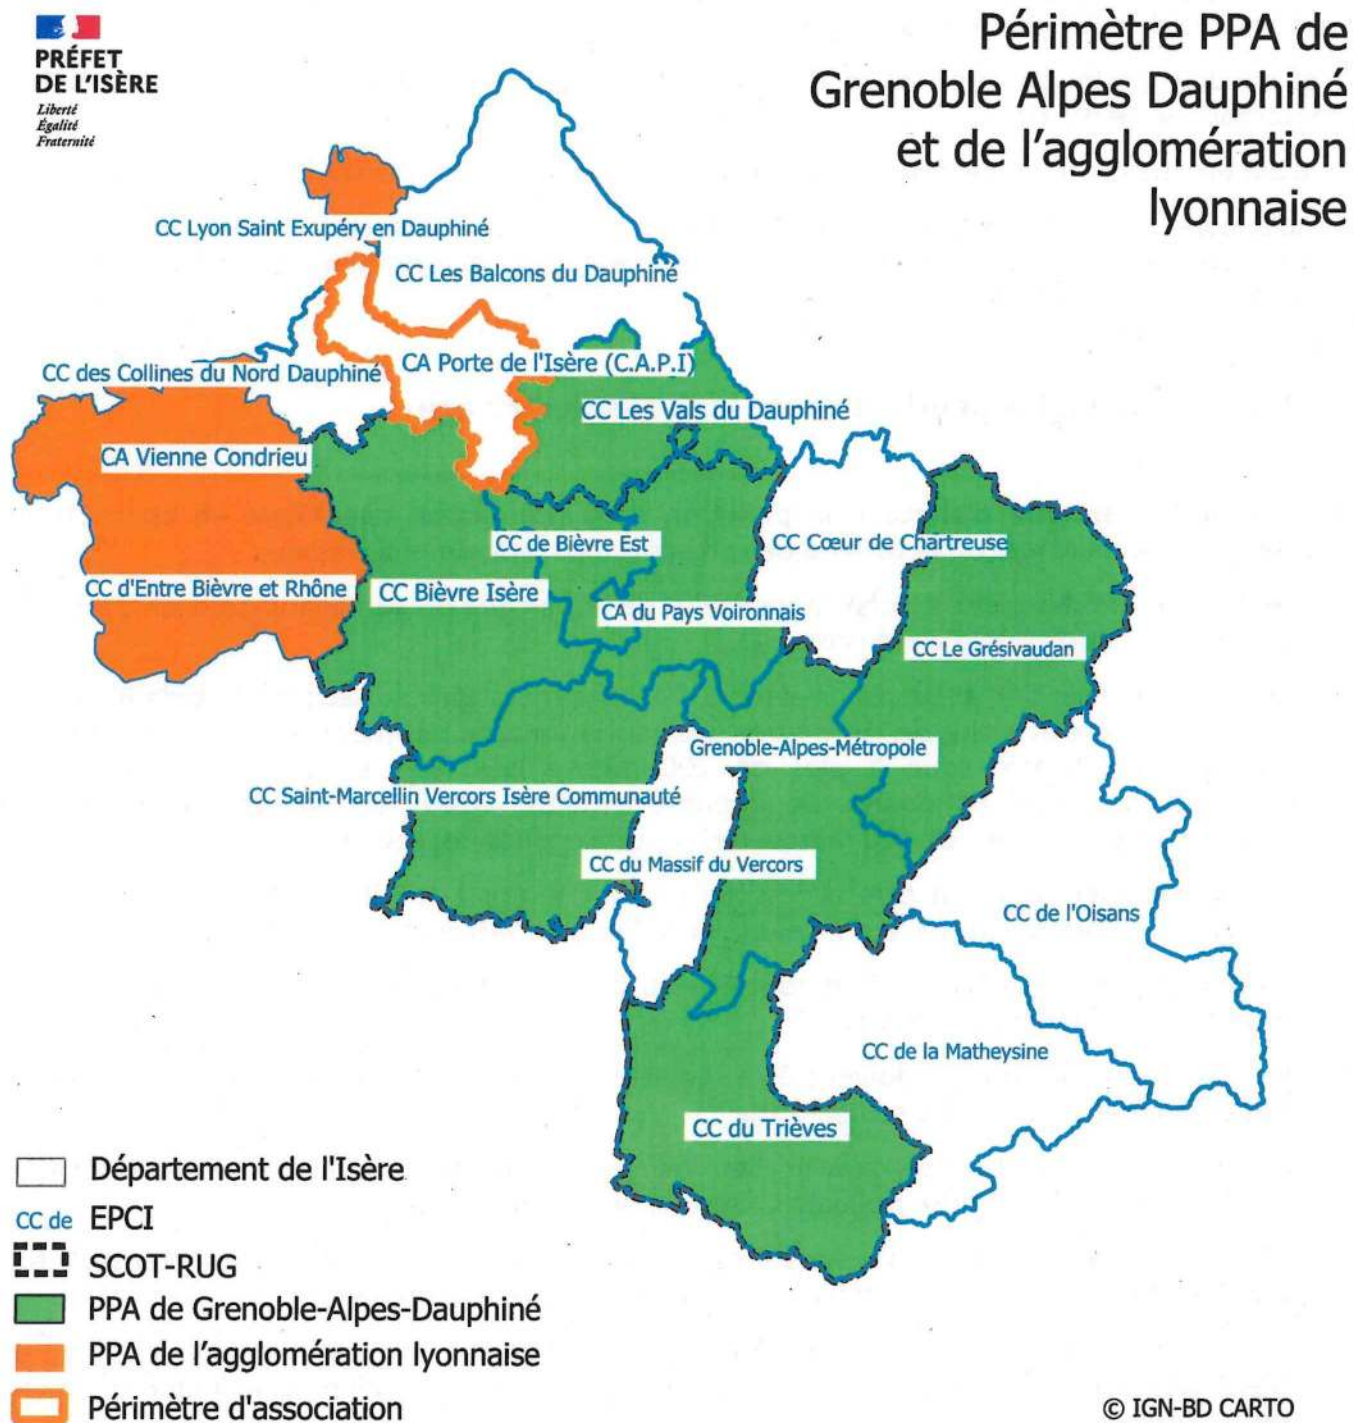 PRÉFET
DE L'ISÈRE
Liberté
Égalité
Fraternité
Périmètre PPA de
Grenoble Alpes Dauphiné
et de l'agglomération
lyonnaise
CC Lyon Saint Exupéry en Dauphiné
CC Les Balcons du Dauphiné
CA Porte de l'Isère (C.A.P.I)
CC des Collines du Nord Dauphiné
CC Les Vals du Dauphiné
CA Vienne Condrieu
CC de Bièvre Est
CC Cœur de Chartreuse
CC d'Entre Bièvre et Rhône
CC Bièvre Isère
CA du Pays Voironnais
CC Le Grésivaudan
Grenoble-Alpes-Métropole
CC Saint-Marcellin Vercors Isère Communauté
CC du Massif du Vercors
CC de l'Oisans
CC de la Matheysine
CC du Trièves
Département de l'Isère
CC de EPCI
SCOT-RUG
PPA de Grenoble-Alpes-Dauphiné
PPA de l'agglomération lyonnaise
Périmètre d'association
© IGN-BD CARTO